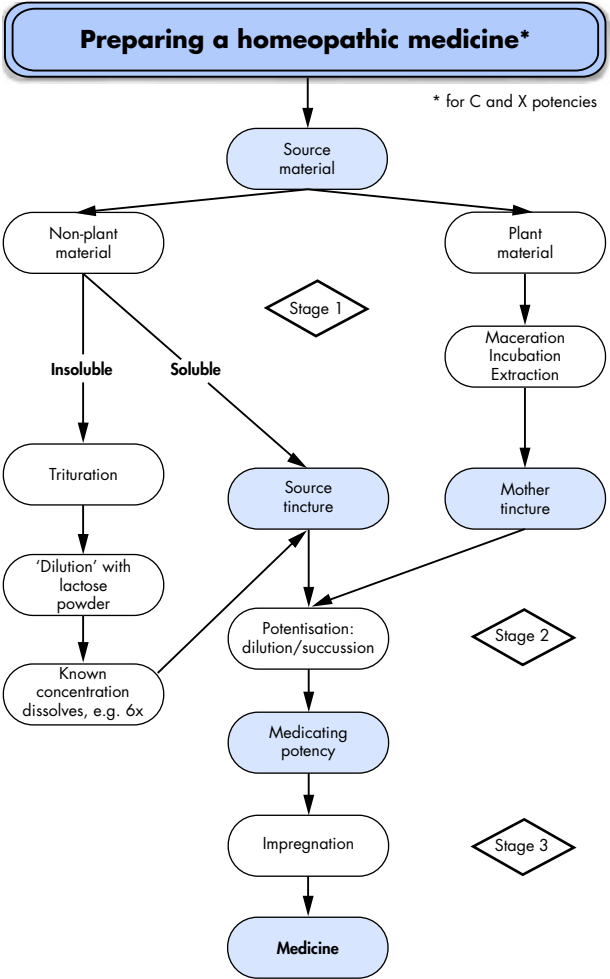 Preparing a homeopathic medicine*
* for C and X potencies
Source
material
Non-plant
material
Plant
material
Stage 1
Maceration
Incubation
Extraction
Insoluble
Soluble
Trituration
Source
tincture
Mother
tincture
‘Dilution’ with
lactose
powder
Potentisation:
dilution/succussion
Stage 2
Known
concentration
dissolves, e.g. 6x
Medicating
potency
Impregnation
Stage 3
Medicine